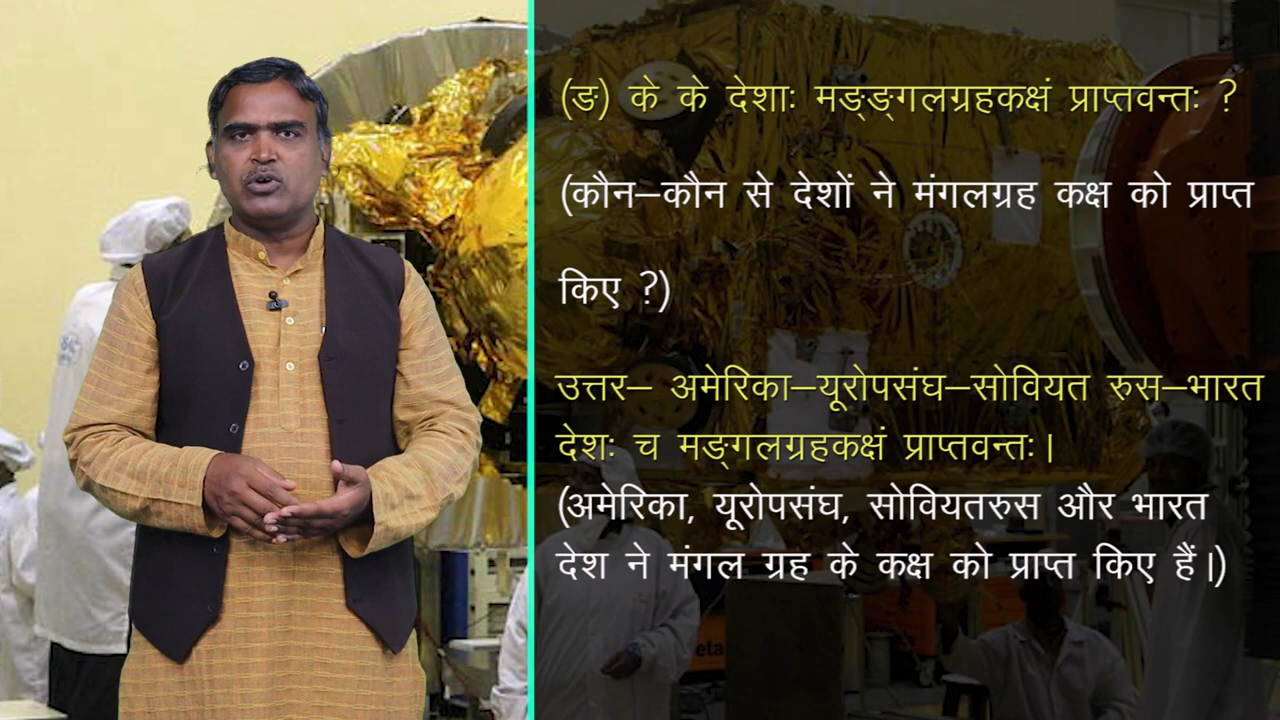 (ङ) के के देशाः मङ्ङ्गलग्रहकक्षं प्राप्तवन्तः ?
(कौन–कौन से देशों ने मंगलग्रह कक्ष को प्राप्त
किए ?)
उत्तर– अमेरिका–यूरोपसंघ–सोवियत रुस–भारत
देशः च मङ्गलग्रहकक्षं प्राप्तवन्तः।
(अमेरिका, यूरोपसंघ, सोवियतरुस और भारत
देश ने मंगल ग्रह के कक्ष को प्राप्त किए हैं।)